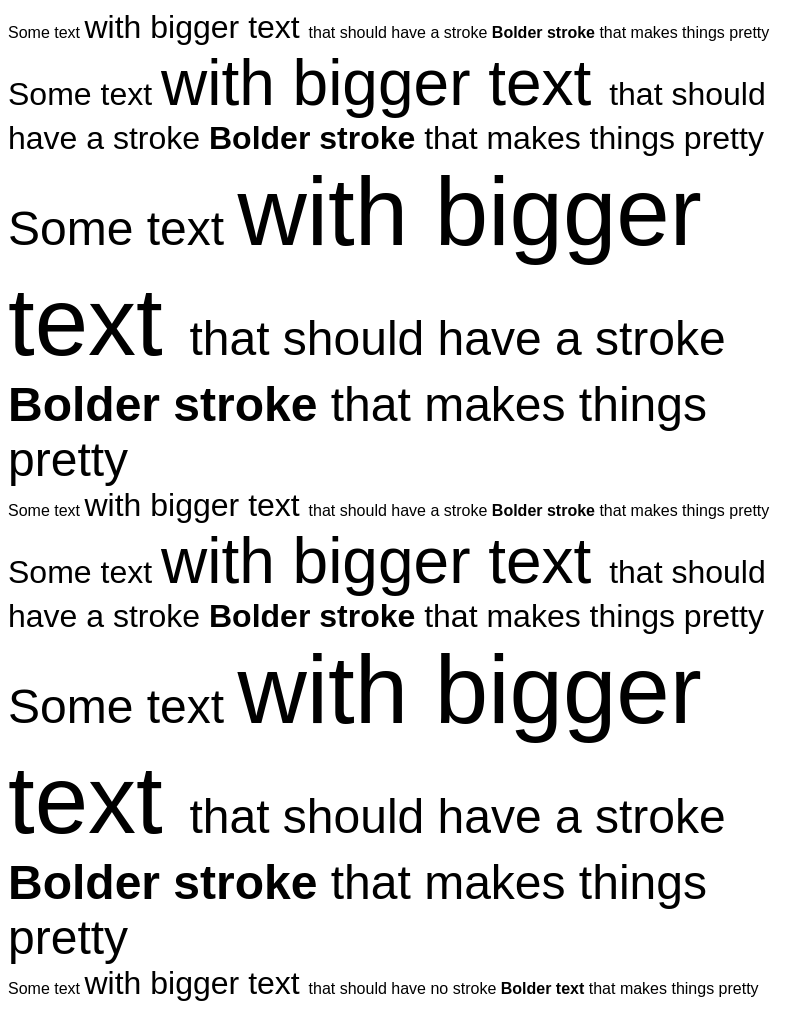 Some text with bigger text that should have a stroke Bolder stroke that makes things pretty
Some text with bigger text that should
have a stroke Bolder stroke that makes things pretty
Some text with bigger
text that should have a stroke
Bolder stroke that makes things
pretty
Some text with bigger text that should have a stroke Bolder stroke that makes things pretty
Some text with bigger text that should
have a stroke Bolder stroke that makes things pretty
Some text with bigger
text that should have a stroke
Bolder stroke that makes things
pretty
Some text with bigger text that should have no stroke Bolder text that makes things pretty